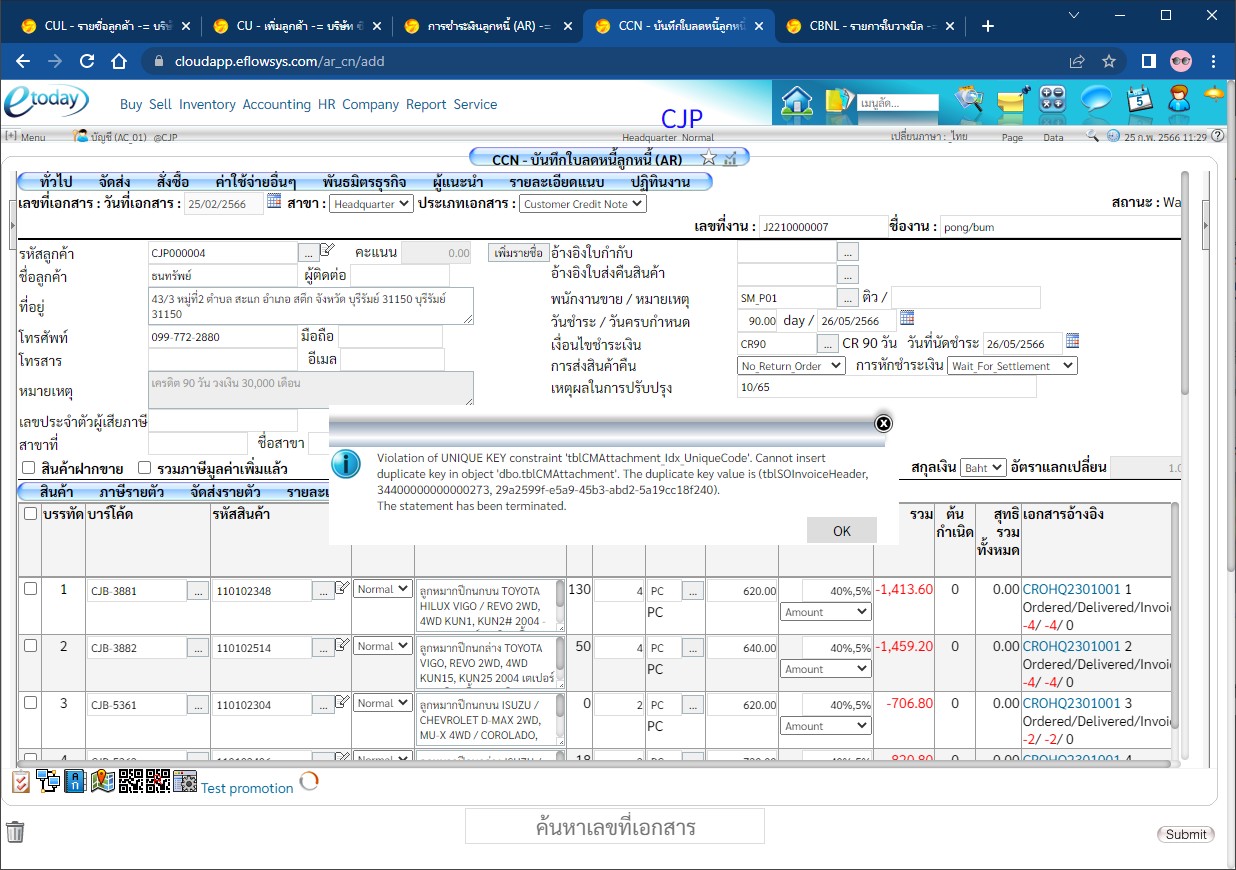 CUL - รายชื่อลูกค้า -= บริษั
CU - เพิ่มลูกค้า -= บริษัท
การชำระเงินลูกหนี้ (AR) -=
CCN - บันทึกใบลดหนี้ลูกหนี้
CBNL - รายการใบวางบิล -=
cloudapp.eflowsys.com/ar_cn/add
etoday
Buy Sell Inventory Accounting HR Company Report Service
CJP
เมนูลัด...
[+] Menu
บัญชี (AC_01) @CJP
Headquarter Normal
เปลี่ยนภาษา : ไทย
Page
Data
25 ก.พ. 2566 11:29
CCN - บันทึกใบลดหนี้ลูกหนี้ (AR)
ทั่วไป จัดส่ง สั่งซื้อ ค่าใช้จ่ายอื่นๆ พันธมิตรธุรกิจ ผู้แนะนำ รายละเอียดแนบ ปฏิทินงาน
เลขที่เอกสาร : วันที่เอกสาร : 25/02/2566 สาขา : Headquarter ประเภทเอกสาร : Customer Credit Note
สถานะ : Wa
เลขที่งาน : J2210000007 ชื่องาน : pong/bum
รหัสลูกค้า CJP000004 ... คะแนน 0.00 เพิ่มรายชื่อ
อ้างอิงใบกำกับ ...
ชื่อลูกค้า ธนทรัพย์ ผู้ติดต่อ
อ้างอิงใบส่งคืนสินค้า ...
ที่อยู่ 43/3 หมู่ที่2 ตำบล สะแก อำเภอ สตึก จังหวัด บุรีรัมย์ 31150 บุรีรัมย์
31150
พนักงานขาย / หมายเหตุ SM_P01 ... ติว /
วันชำระ / วันครบกำหนด 90.00 day / 26/05/2566
โทรศัพท์ 099-772-2880 มือถือ
เงื่อนไขชำระเงิน CR90 ... CR 90 วัน วันที่นัดชำระ 26/05/2566
โทรสาร อีเมล
การส่งสินค้าคืน No_Return_Order การหักชำระเงิน Wait_For_Settlement
หมายเหตุ เครดิต 90 วัน วงเงิน 30,000 เดือน
เหตุผลในการปรับปรุง 10/65
เลขประจำตัวผู้เสียภาษี
สาขาที่ ชื่อสาขา
สินค้าฝากขาย รวมภาษีมูลค่าเพิ่มแล้ว
สกุลเงิน Baht อัตราแลกเปลี่ยน 1.0
Violation of UNIQUE KEY constraint 'tblCMAttachment_Idx_UniqueCode'. Cannot insert
duplicate key in object 'dbo.tblCMAttachment'. The duplicate key value is (tblSOInvoiceHeader,
34400000000000273, 29a2599f-e5a9-45b3-abd2-5a19cc18f240).
The statement has been terminated.
OK
สินค้า ภาษีรายตัว จัดส่งรายตัว
บรรทัด บาร์โค้ด รหัสสินค้า
รวม
ต้น
กำเนิด
สุทธิ
รวม
ทั้งหมด
เอกสารอ้างอิง
1 CJB-3881 ... 110102348 ... Normal
ลูกหมากปีกนกบน TOYOTA
HILUX VIGO / REVO 2WD,
4WD KUN1, KUN2# 2004 -
130 4 PC ... 620.00 40%,5% -1,413.60 0 0.00 CROHQ2301001 1
PC Amount
Ordered/Delivered/Invoi
-4/ -4/ 0
2 CJB-3882 ... 110102514 ... Normal
ลูกหมากปีกนกล่าง TOYOTA
VIGO, REVO 2WD, 4WD
KUN15, KUN25 2004 เตเปอร์
50 4 PC ... 640.00 40%,5% -1,459.20 0 0.00 CROHQ2301001 2
PC Amount
Ordered/Delivered/Invoi
-4/ -4/ 0
3 CJB-5361 ... 110102304 ... Normal
ลูกหมากปีกนกบน ISUZU /
CHEVROLET D-MAX 2WD,
MU-X 4WD / COROLADO,
0 2 PC ... 620.00 40%,5% -706.80 0 0.00 CROHQ2301001 3
PC Amount
Ordered/Delivered/Invoi
-2/ -2/ 0
Test promotion
ค้นหาเลขที่เอกสาร
Submit